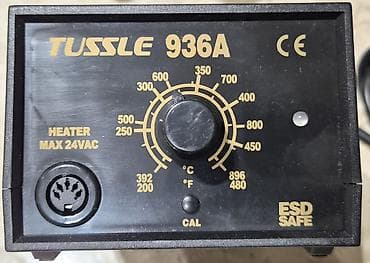 TUSSLE 936A
CE
350
600 700
300 400
500 800
250 450
HEATER
MAX 24VAC
°C
392 896
°F
200 480
CAL
ESD
SAFE